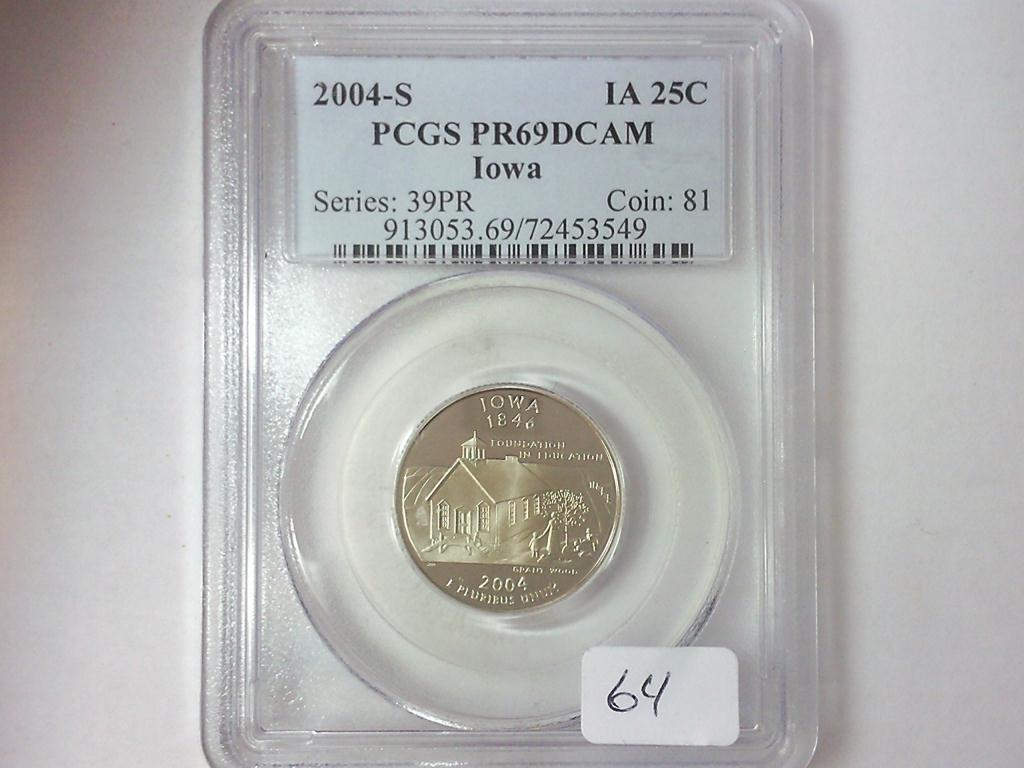 2004-S IA 25C
PCGS PR69DCAM
Iowa
Series: 39PR Coin: 81
913053.69/72453549
IOWA
1846
FOUNDATION
IN EDUCATION
GRANT WOOD
2004
E PLURIBUS UNUM
64